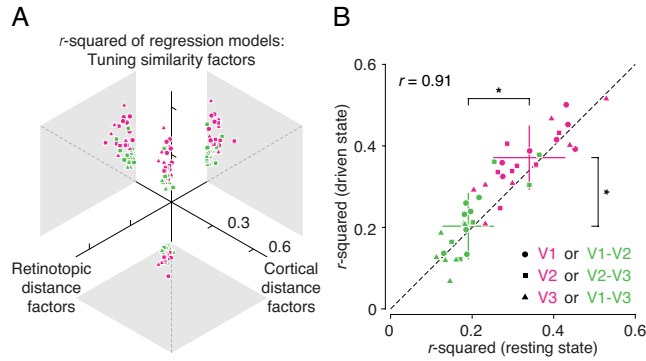 A
r-squared of regression models:
Tuning similarity factors
0.3
0.6
Retinotopic
distance
factors
Cortical
distance
factors
B
0.6
r = 0.91
*
0.4
*
0.2
V1 or V1-V2
V2 or V2-V3
V3 or V1-V3
0
0 0.2 0.4 0.6
r-squared (driven state)
r-squared (resting state)